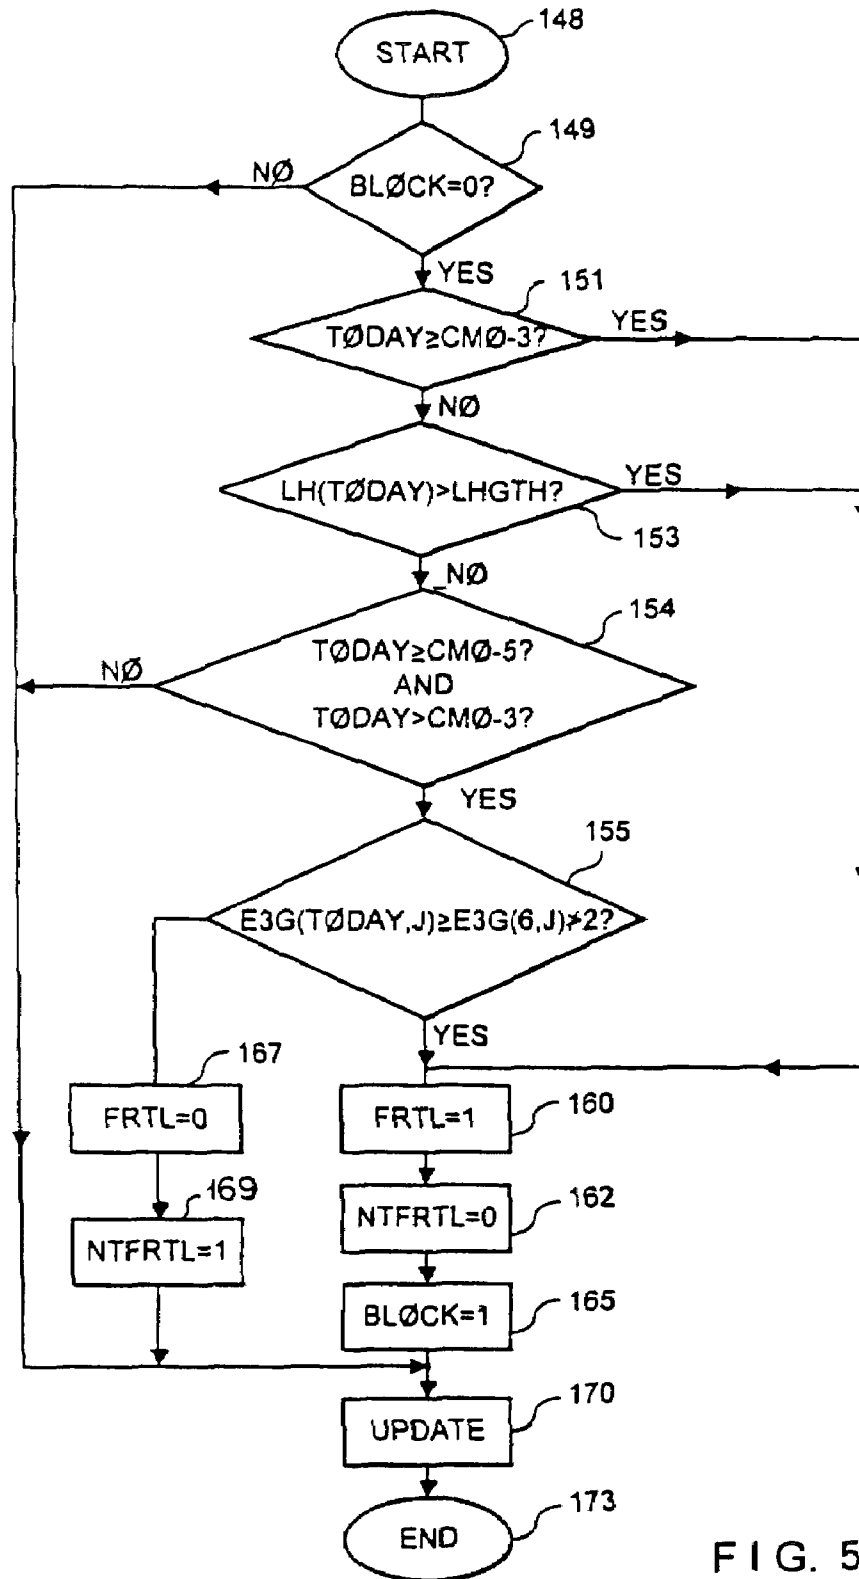 148
START
149
NØ
BLØCK=0?
YES
151
TØDAY≥CMØ-3?
YES
NØ
LH(TØDAY)>LHGTH?
YES
153
NØ
154
TØDAY≥CMØ-5?
AND
TØDAY>CMØ-3?
NØ
YES
155
E3G(TØDAY,J)≥E3G(6,J)*2?
YES
167
FRTL=0
FRTL=1
160
169
NTFRTL=1
NTFRTL=0
162
BLØCK=1
165
UPDATE
170
END
173
FIG. 5